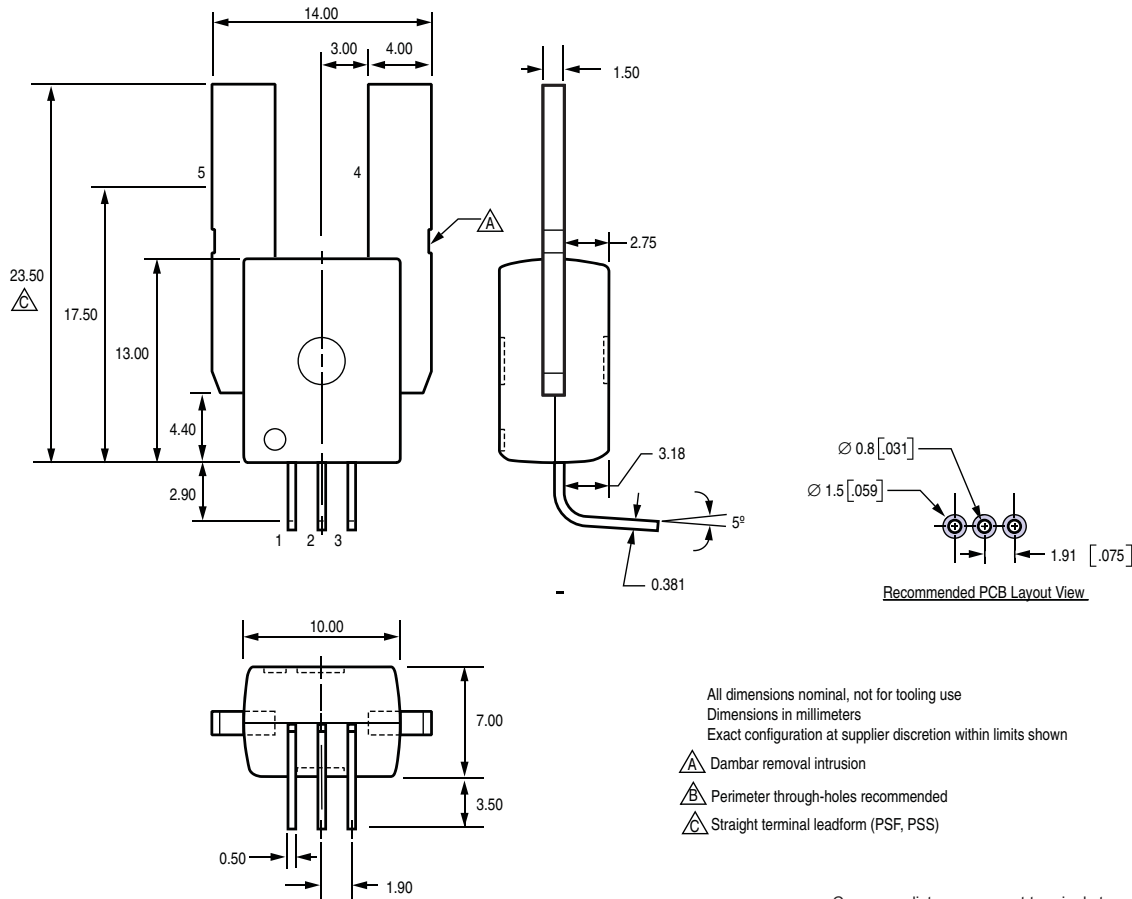 14.00
3.00
4.00
1.50
5
4
A
2.75
23.50
C
17.50
13.00
4.40
3.18
2.90
1
2
3
5º
0.381
Ø 0.8 [.031]
Ø 1.5 [.059]
1.91 [.075]
Recommended PCB Layout View
10.00
7.00
3.50
0.50
1.90
All dimensions nominal, not for tooling use
Dimensions in millimeters
Exact configuration at supplier discretion within limits shown
A Dambar removal intrusion
B Perimeter through-holes recommended
C Straight terminal leadform (PSF, PSS)